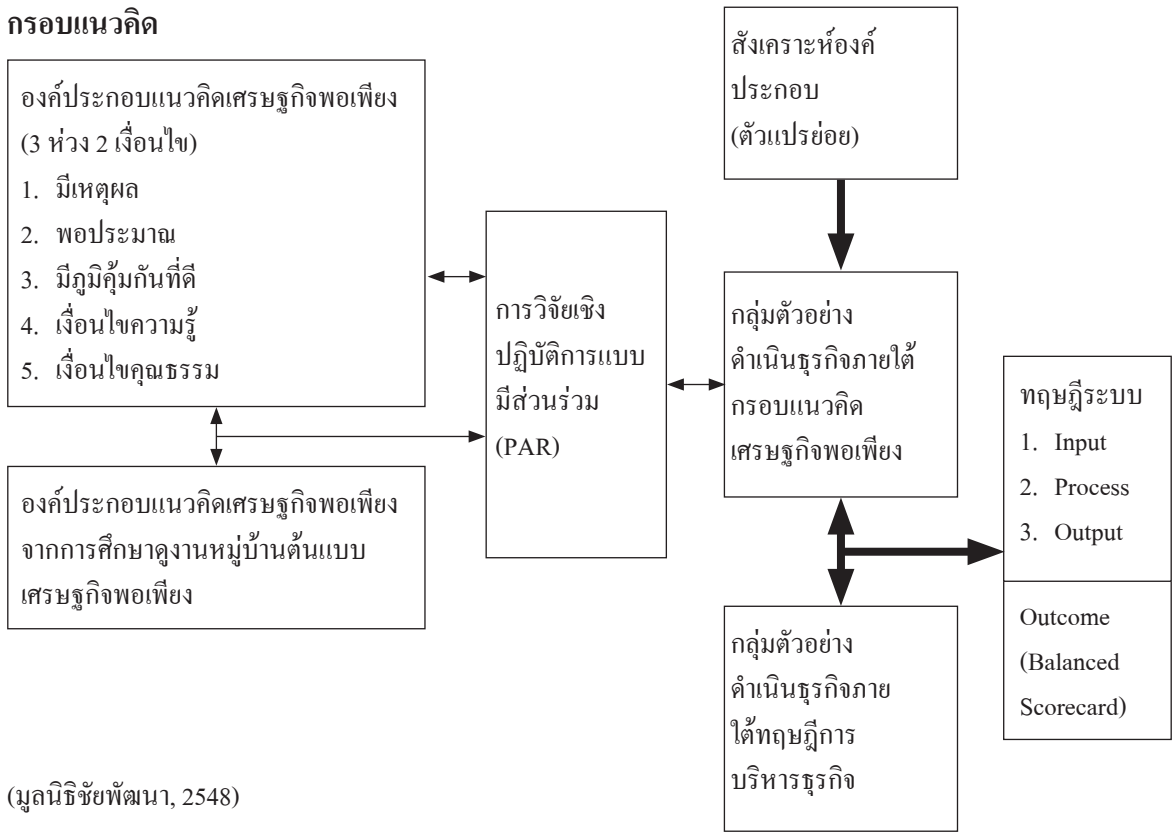 กรอบแนวคิด
องค์ประกอบแนวคิดเศรษฐกิจพอเพียง
(3 ห่วง 2 เงื่อนไข)
1. มีเหตุผล
2. พอประมาณ
3. มีภูมิคุ้มกันที่ดี
4. เงื่อนไขความรู้
5. เงื่อนไขคุณธรรม
องค์ประกอบแนวคิดเศรษฐกิจพอเพียง
จากการศึกษาดูงานหมู่บ้านต้นแบบ
เศรษฐกิจพอเพียง
การวิจัยเชิง
ปฏิบัติการแบบ
มีส่วนร่วม
(PAR)
สังเคราะห์องค์
ประกอบ
(ตัวแปรย่อย)
กลุ่มตัวอย่าง
ดำเนินธุรกิจภายใต้
กรอบแนวคิด
เศรษฐกิจพอเพียง
กลุ่มตัวอย่าง
ดำเนินธุรกิจภาย
ใต้ทฤษฎีการ
บริหารธุรกิจ
ทฤษฎีระบบ
1. Input
2. Process
3. Output
Outcome
(Balanced
Scorecard)
(มูลนิธิชัยพัฒนา, 2548)